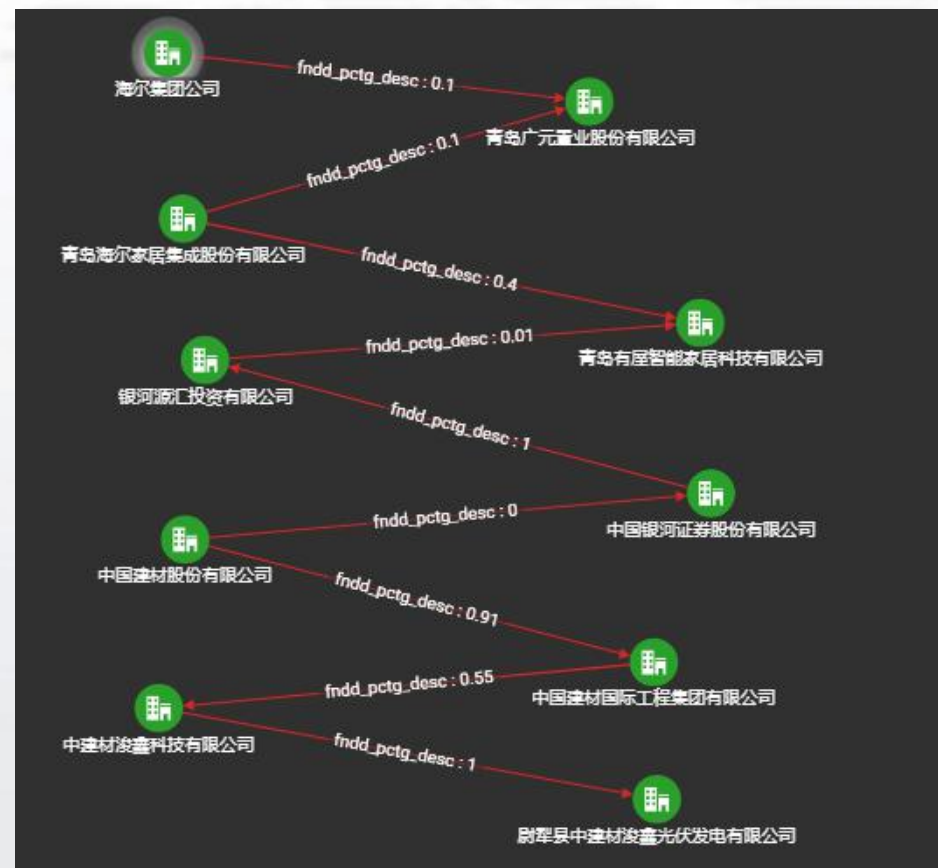 海尔集团公司
fndd_pctg_desc : 0.1
青岛广元置业股份有限公司
fndd_pctg_desc : 0.1
青岛海尔家居集成股份有限公司
fndd_pctg_desc : 0.4
青岛有屋智能家居科技有限公司
fndd_pctg_desc : 0.01
银河源汇投资有限公司
fndd_pctg_desc : 1
中国银河证券股份有限公司
fndd_pctg_desc : 0
中国建材股份有限公司
fndd_pctg_desc : 0.91
中国建材国际工程集团有限公司
fndd_pctg_desc : 0.55
中建材浚鑫科技有限公司
fndd_pctg_desc : 1
尉犁县中建材浚鑫光伏发电有限公司